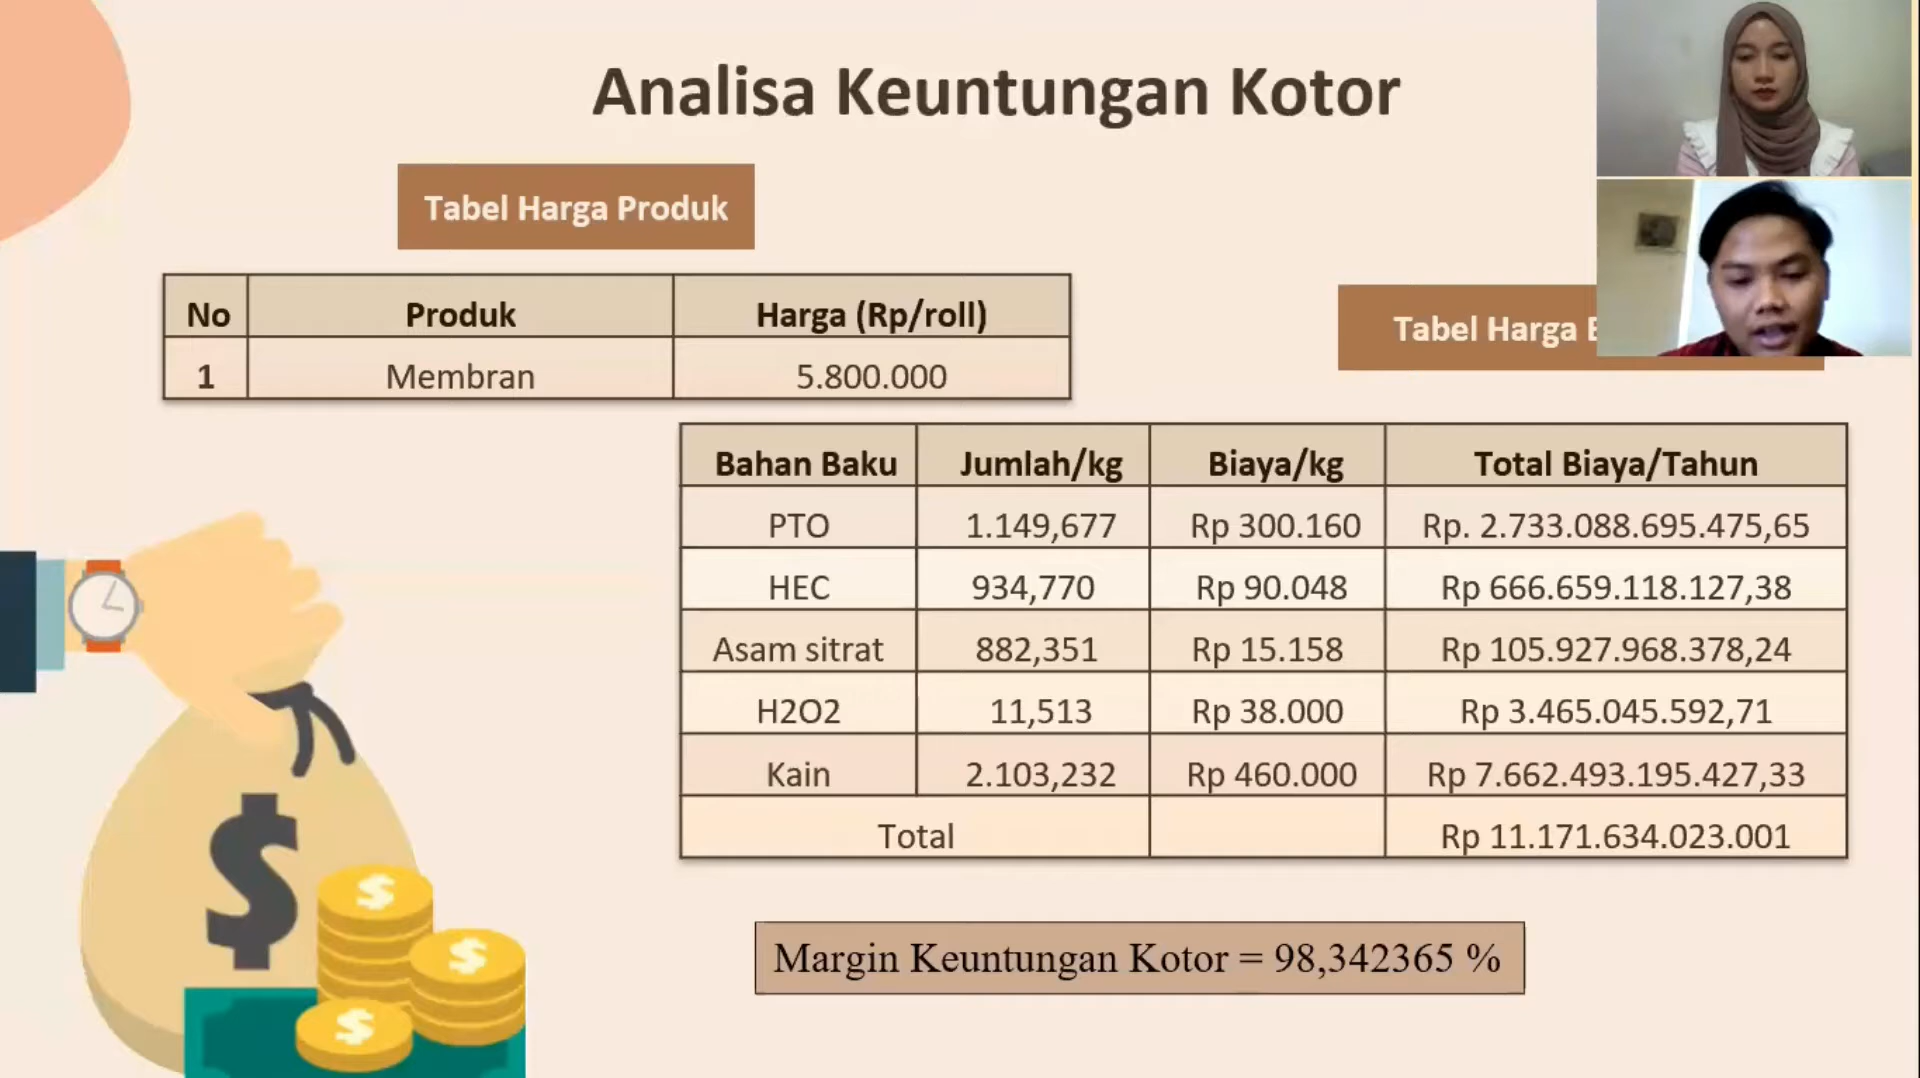 Analisa Keuntungan Kotor
Tabel Harga Produk
No Produk Harga (Rp/roll)
1 Membran 5.800.000
Tabel Harga
Bahan Baku Jumlah/kg Biaya/kg Total Biaya/Tahun
PTO 1.149,677 Rp 300.160 Rp. 2.733.088.695.475,65
HEC 934,770 Rp 90.048 Rp 666.659.118.127,38
Asam sitrat 882,351 Rp 15.158 Rp 105.927.968.378,24
H2O2 11,513 Rp 38.000 Rp 3.465.045.592,71
Kain 2.103,232 Rp 460.000 Rp 7.662.493.195.427,33
Total Rp 11.171.634.023.001
Margin Keuntungan Kotor = 98,342365 %
$
$
$
$